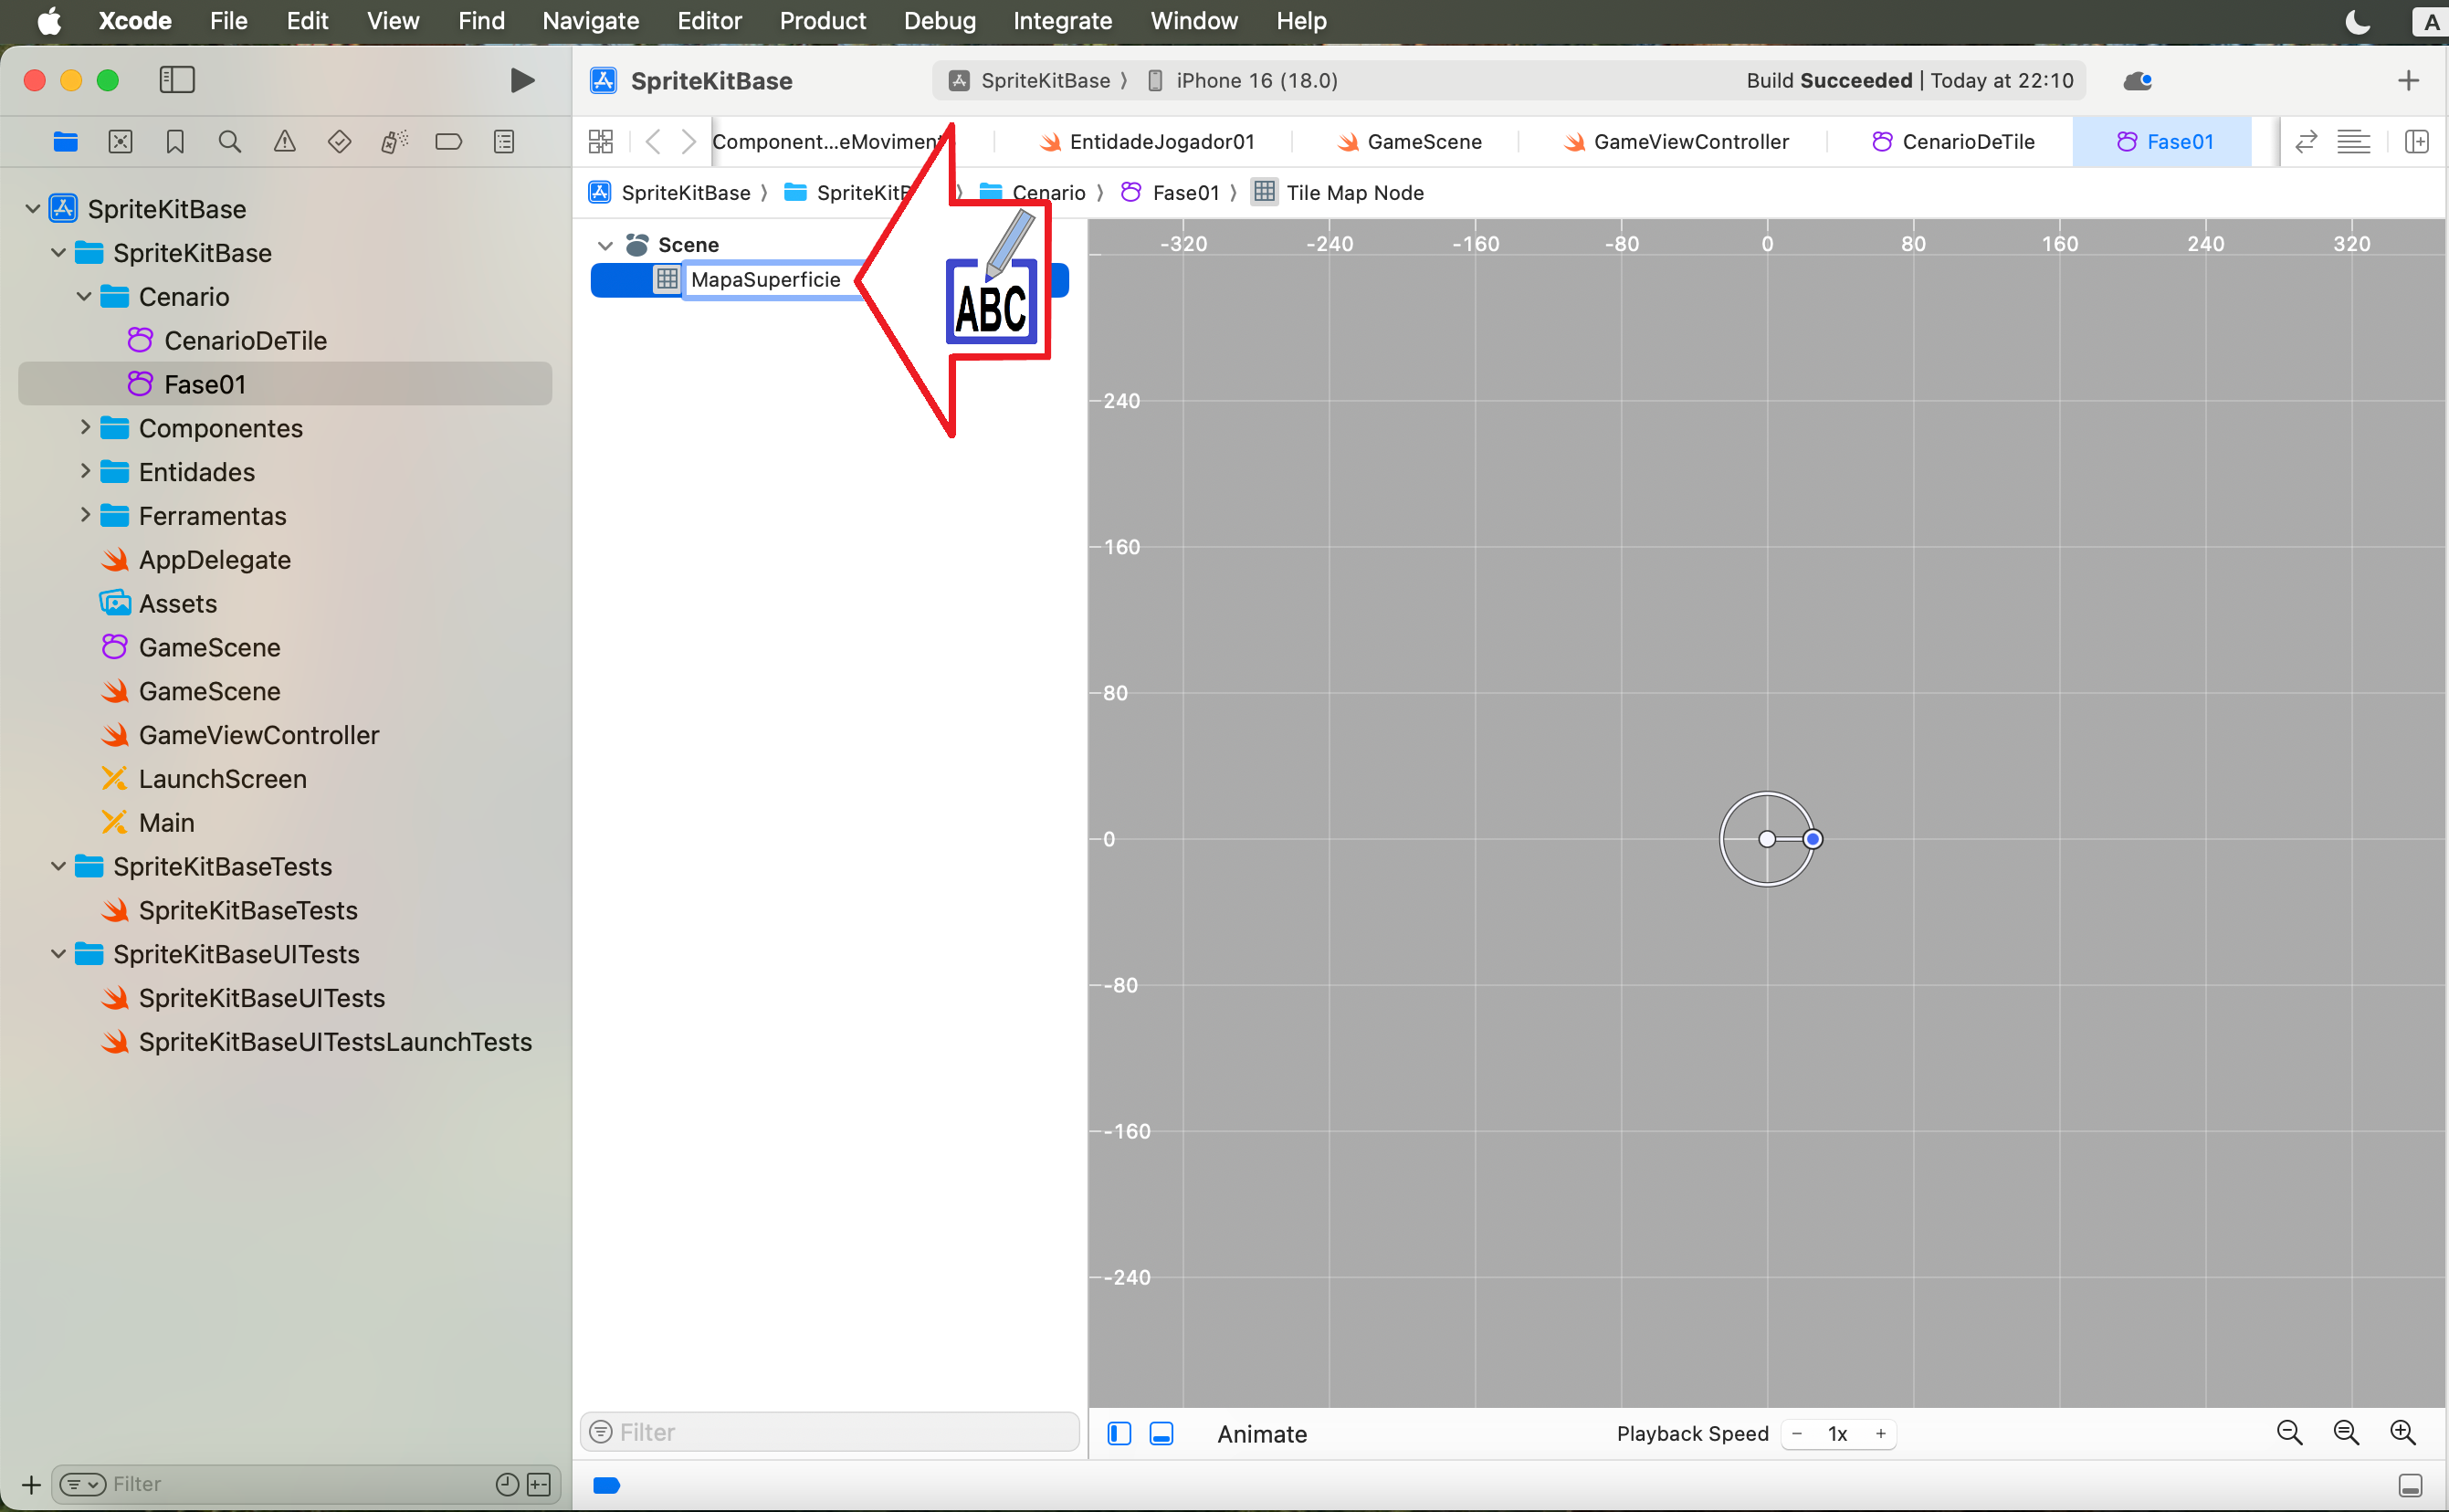 Xcode File Edit View Find Navigate Editor Product Debug Integrate Window Help A
SpriteKitBase SpriteKitBase 〉 iPhone 16 (18.0) Build Succeeded | Today at 22:10
Component...eMoviment EntidadeJogador01 GameScene GameViewController CenarioDeTile Fase01
SpriteKitBase 〉 SpriteKitB 〉 Cenario 〉 Fase01 〉 Tile Map Node
SpriteKitBase
SpriteKitBase
Cenario
CenarioDeTile
Fase01
Componentes
Entidades
Ferramentas
AppDelegate
Assets
GameScene
GameScene
GameViewController
LaunchScreen
Main
SpriteKitBaseTests
SpriteKitBaseTests
SpriteKitBaseUITests
SpriteKitBaseUITests
SpriteKitBaseUITestsLaunchTests
Filter
Scene
MapaSuperficie
ABC
Filter
-320 -240 -160 -80 0 80 160 240 320
240
160
80
0
-80
-160
-240
Animate Playback Speed − 1x +